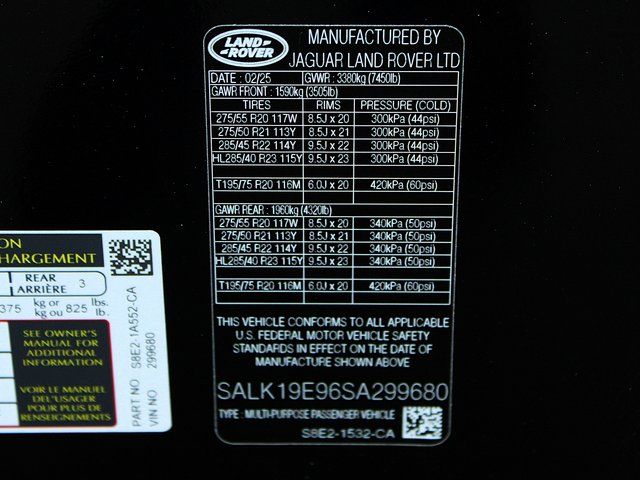 LAND
ROVER
MANUFACTURED BY
JAGUAR LAND ROVER LTD
DATE : 02/25 GVWR : 3380kg (7450lb)
GAWR FRONT : 1590kg (3505lb)
TIRES RIMS PRESSURE (COLD)
275/55 R20 117W 8.5J x 20 300kPa (44psi)
275/50 R21 113Y 8.5J x 21 300kPa (44psi)
285/45 R22 114Y 9.5J x 22 300kPa (44psi)
HL285/40 R23 115Y 9.5J x 23 300kPa (44psi)
T195/75 R20 116M 6.0J x 20 420kPa (60psi)
GAWR REAR : 1960kg (4320lb)
275/55 R20 117W 8.5J x 20 340kPa (50psi)
275/50 R21 113Y 8.5J x 21 340kPa (50psi)
285/45 R22 114Y 9.5J x 22 340kPa (50psi)
HL285/40 R23 115Y 9.5J x 23 340kPa (50psi)
T195/75 R20 116M 6.0J x 20 420kPa (60psi)
THIS VEHICLE CONFORMS TO ALL APPLICABLE
U.S. FEDERAL MOTOR VEHICLE SAFETY
STANDARDS IN EFFECT ON THE DATE OF
MANUFACTURE SHOWN ABOVE
SALK19E96SA299680
TYPE : MULTI-PURPOSE PASSENGER VEHICLE
S8E2-1532-CA
ON
CHARGEMENT
REAR
ARRIÈRE 3
375 kg or kg ou 825 lbs. lb.
SEE OWNER'S
MANUAL FOR
ADDITIONAL
INFORMATION
VOIR LE MANUEL
DEL'USAGER
POUR PLUS DE
RENSEIGNEMENTS
PART NO S8E2-1A552-CA
VIN NO 299680